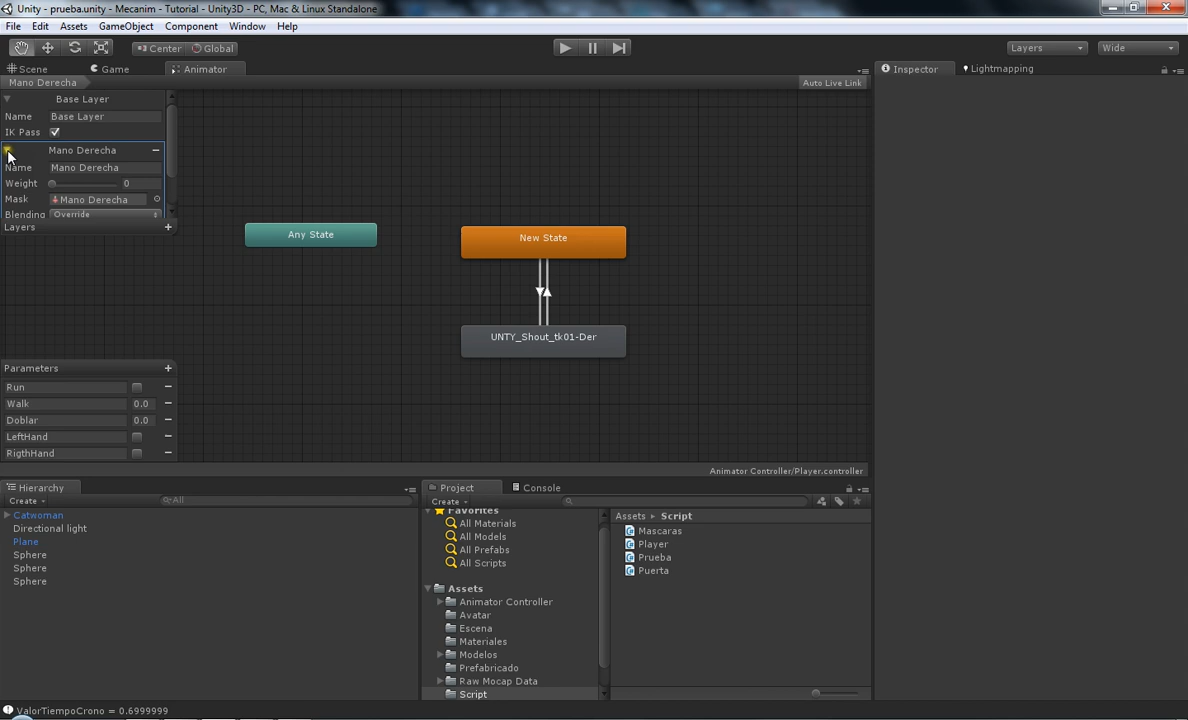 Unity - prueba.unity - Mecanim - Tutorial - Unity3D - PC, Mac & Linux Standalone
File Edit Assets GameObject Component Window Help
Center Global Layers Wide
Scene Game Animator Inspector Lightmapping
Mano Derecha Auto Live Link
Base Layer
Name Base Layer
IK Pass
Mano Derecha
Name Mano Derecha
Weight 0
Mask Mano Derecha
Blending Override
Layers
Any State
New State
UNTY_Shout_tk01-Der
Parameters
Run
Walk 0.0
Doblar 0.0
LeftHand
RigthHand
Animator Controller/Player.controller
Hierarchy
Create All
Catwoman
Directional light
Plane
Sphere
Sphere
Sphere
Project Console
Create
Favorites
All Materials
All Models
All Prefabs
All Scripts
Assets
Animator Controller
Avatar
Escena
Materiales
Modelos
Prefabricado
Raw Mocap Data
Script
Assets Script
Mascaras
Player
Prueba
Puerta
ValorTiempoCrono = 0.6999999